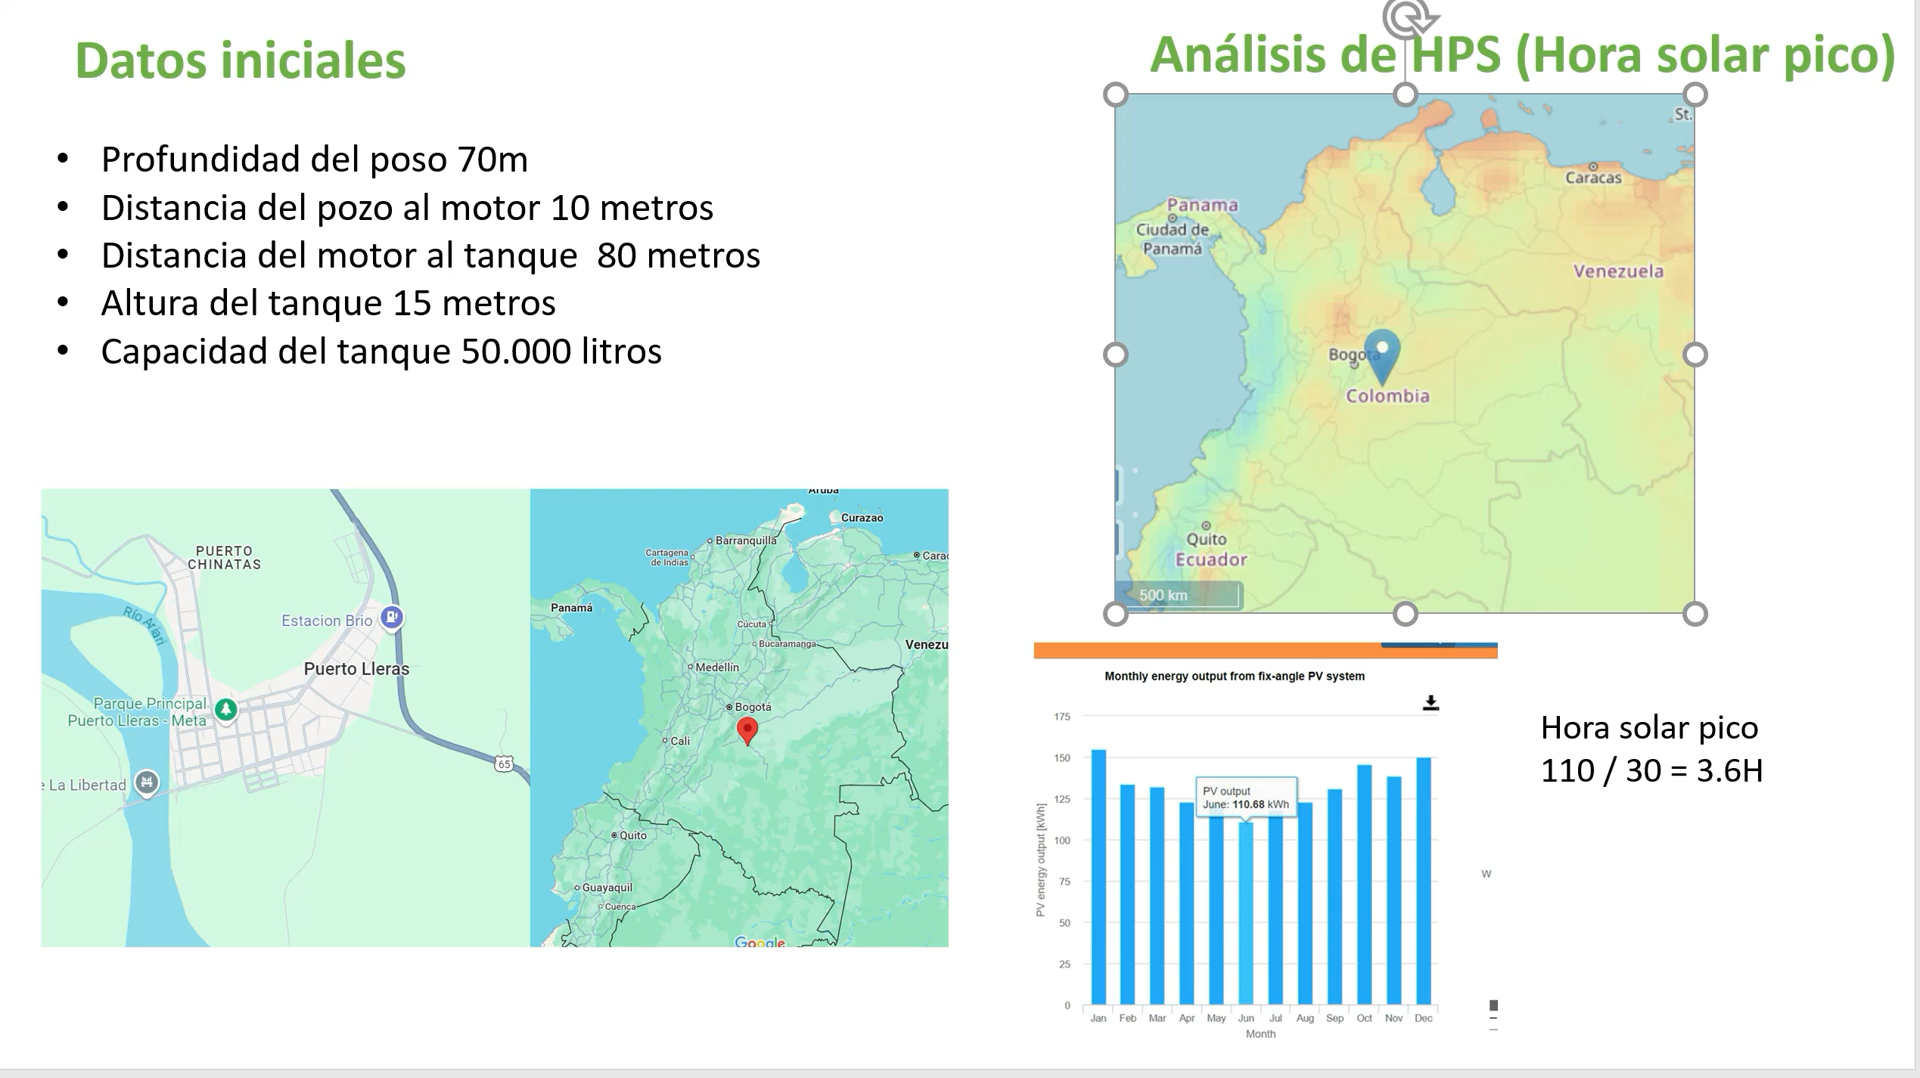 Datos iniciales
• Profundidad del poso 70m
• Distancia del pozo al motor 10 metros
• Distancia del motor al tanque  80 metros
• Altura del tanque 15 metros
• Capacidad del tanque 50.000 litros
PUERTO
CHINATAS
Río Ariari
Estacion Brio
Puerto Lleras
Parque Principal
Puerto Lleras - Meta
e La Libertad
65
Aruba
Curazao
Barranquilla
Cartagena
de Indias
Carac
Panamá
Cúcuta
Bucaramanga
Venezu
Medellín
Bogotá
Cali
Quito
Guayaquil
Cuenca
Google
Análisis de HPS (Hora solar pico)
St.
Caracas
Panama
Ciudad de
Panamá
Venezuela
Bogotá
Colombia
Quito
Ecuador
500 km
Monthly energy output from fix-angle PV system
175
150
125
100
75
50
25
0
PV energy output [kWh]
PV output
June: 110.68 kWh
Jan Feb Mar Apr May Jun Jul Aug Sep Oct Nov Dec
Month
W
Hora solar pico
110 / 30 = 3.6H